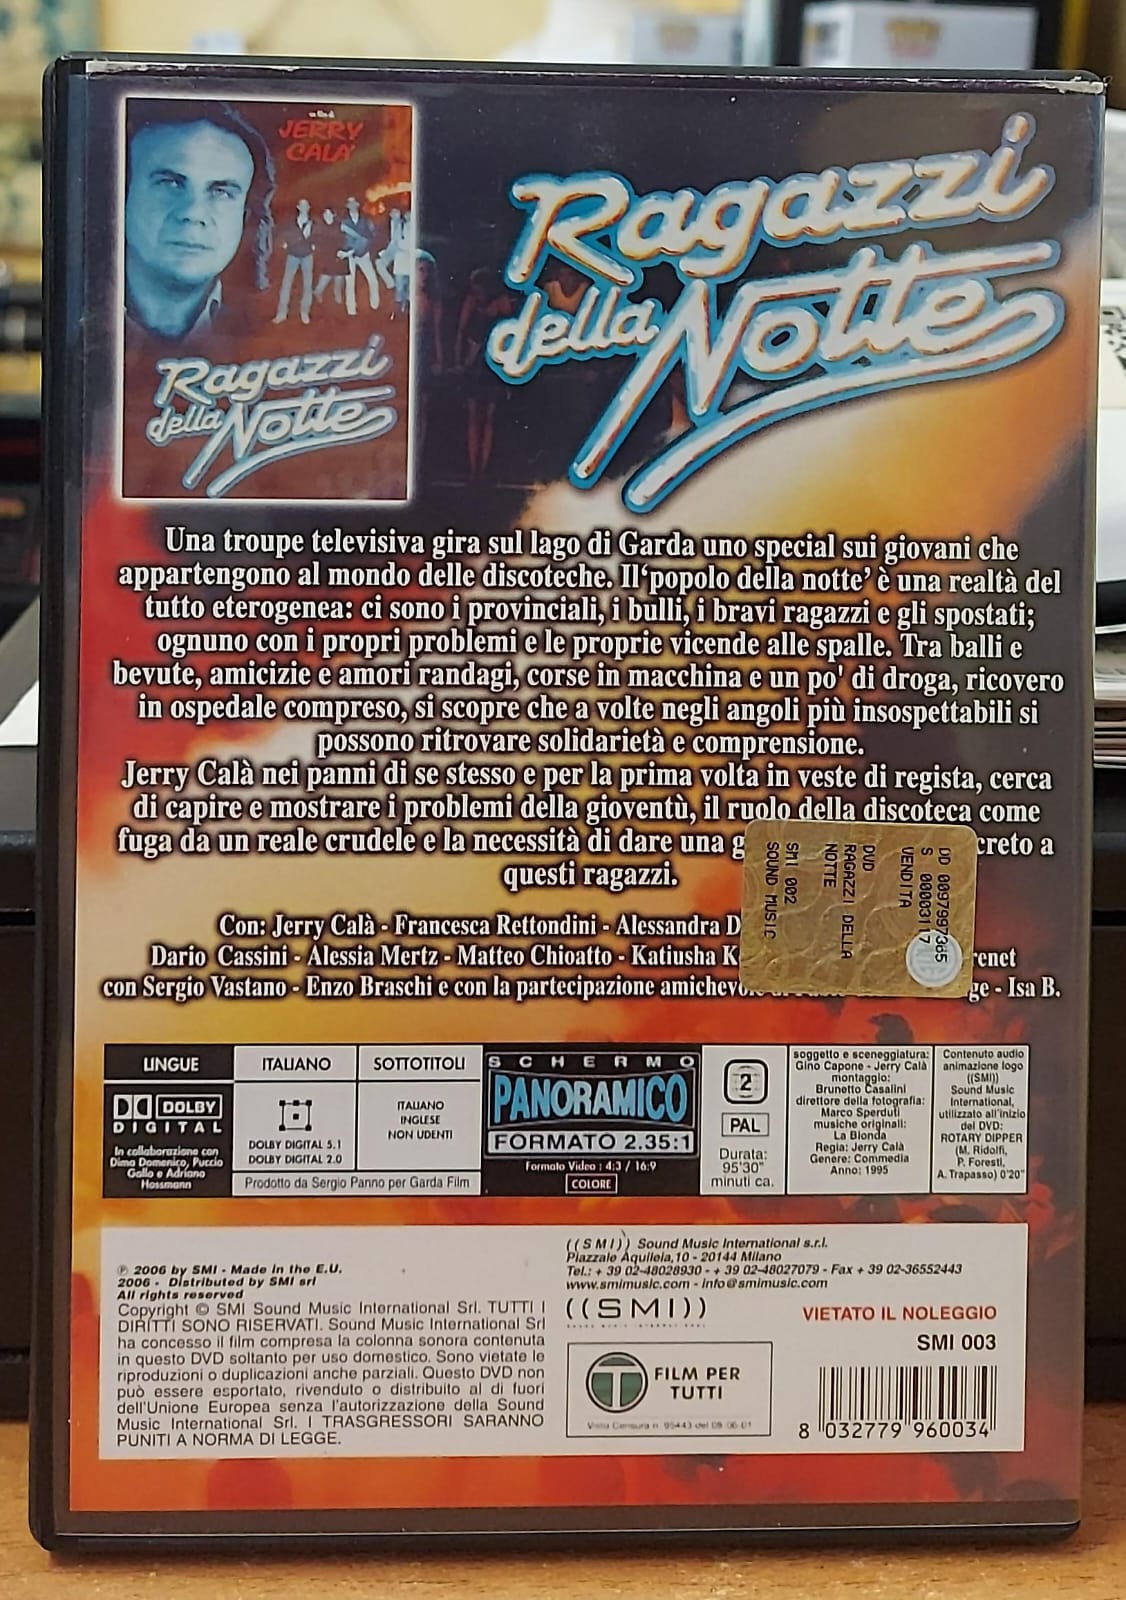 un film di
JERRY
CALA'
Ragazzi
della Notte
Ragazzi
della Notte
Una troupe televisiva gira sul lago di Garda uno special sui giovani che
appartengono al mondo delle discoteche. Il 'popolo della notte' è una realtà del
tutto eterogenea: ci sono i provinciali, i bulli, i bravi ragazzi e gli spostati;
ognuno con i propri problemi e le proprie vicende alle spalle. Tra balli e
bevute, amicizie e amori randagi, corse in macchina e un po' di droga, ricovero
in ospedale compreso, si scopre che a volte negli angoli più insospettabili si
possono ritrovare solidarietà e comprensione.
Jerry Calà nei panni di se stesso e per la prima volta in veste di regista, cerca
di capire e mostrare i problemi della gioventù, il ruolo della discoteca come
fuga da un reale crudele e la necessità di dare una g creto a
questi ragazzi.
DD 0097997365
S 00003117
VENDITA
DVD
RAGAZZI DELLA
NOTTE
SMI 002
SOUND MUSIC
Con: Jerry Calà - Francesca Rettondini - Alessandra D
Dario Cassini - Alessia Mertz - Matteo Chioatto - Katiusha K enet
con Sergio Vastano - Enzo Braschi e con la partecipazione ge - Isa B.
LINGUE
DOLBY
DIGITAL
In collaborazione con
Dima Domenico, Puccio
Gallo e Adriano
Hossmann
ITALIANO
DOLBY DIGITAL 5.1
DOLBY DIGITAL 2.0
SOTTOTITOLI
ITALIANO
INGLESE
NON UDENTI
Prodotto da Sergio Panno per Garda Film
SCHERMO
PANORAMICO
FORMATO 2.35:1
Formato Video : 4:3 / 16:9
COLORE
2
PAL
Durata:
95'30"
minuti ca.
soggetto e sceneggiatura:
Gino Capone - Jerry Calà
montaggio:
Brunetto Casalini
direttore della fotografia:
Marco Sperduti
musiche originali:
La Bionda
Regia: Jerry Calà
Genere: Commedia
Anno: 1995
Contenuto audio
animazione logo
((SMI))
Sound Music
International,
utilizzato all'inizio
del DVD:
ROTARY DIPPER
(M. Ridolfi,
P. Foresti,
A. Trapasso) 0'20"
℗ 2006 by SMI - Made in the E.U.
2006 - Distributed by SMI srl
All rights reserved
Copyright © SMI Sound Music International Srl. TUTTI I
DIRITTI SONO RISERVATI. Sound Music International Srl
ha concesso il film compresa la colonna sonora contenuta
in questo DVD soltanto per uso domestico. Sono vietate le
riproduzioni o duplicazioni anche parziali. Questo DVD non
può essere esportato, rivenduto o distribuito al di fuori
dell'Unione Europea senza l'autorizzazione della Sound
Music International Srl. I TRASGRESSORI SARANNO
PUNITI A NORMA DI LEGGE.
((SMI)) Sound Music International s.r.l.
Piazzale Aquileia,10 - 20144 Milano
Tel.: + 39 02-48028930 - + 39 02-48027079 - Fax + 39 02-36552443
www.smimusic.com - info@smimusic.com
((SMI))
T
FILM PER
TUTTI
Visto Censura n. 95443 del 08.06.01
VIETATO IL NOLEGGIO
SMI 003
8 032779 960034